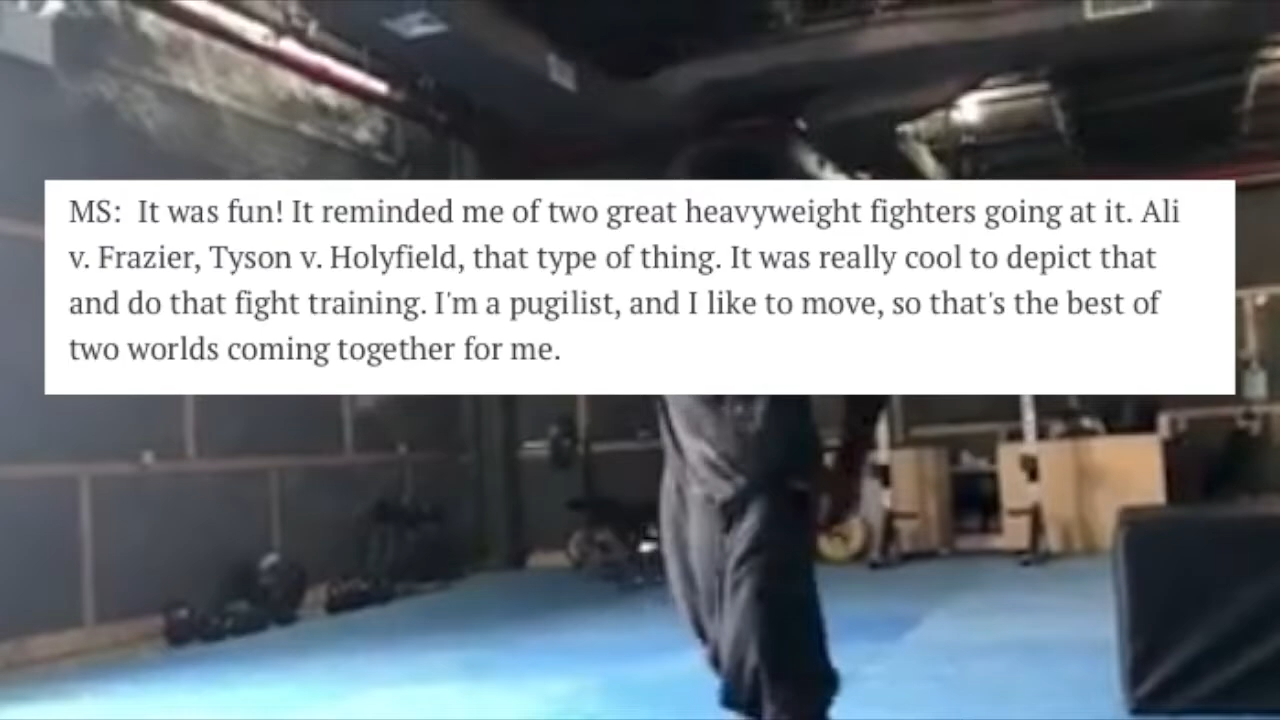 MS:  It was fun! It reminded me of two great heavyweight fighters going at it. Ali
v. Frazier, Tyson v. Holyfield, that type of thing. It was really cool to depict that
and do that fight training. I'm a pugilist, and I like to move, so that's the best of
two worlds coming together for me.